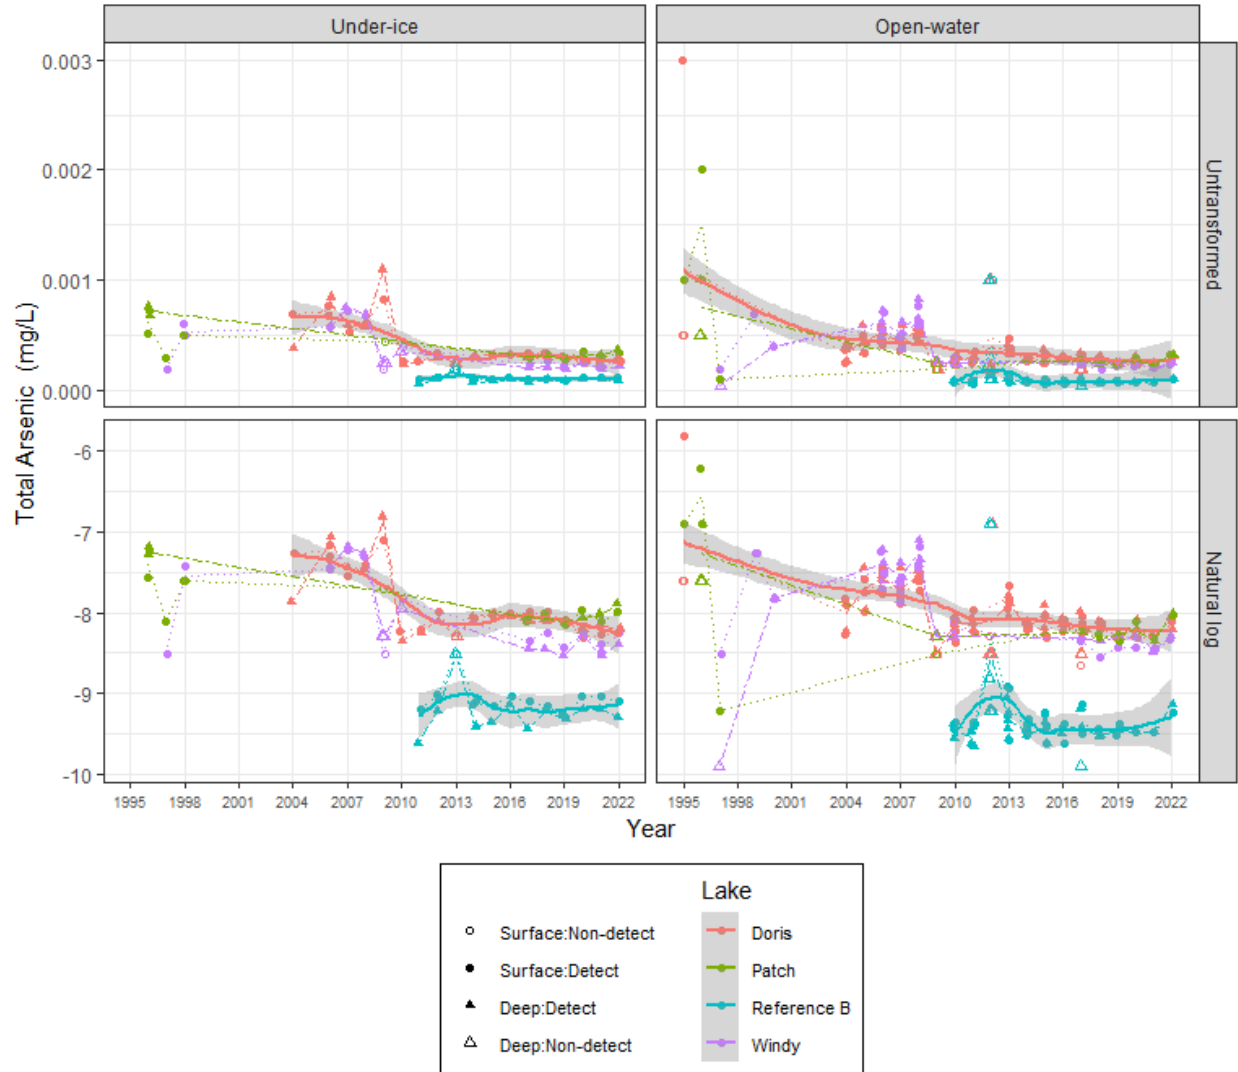 Under-ice
Open-water
Total Arsenic (mg/L)
0.003
0.002
0.001
0.000
Untransformed
-6
-7
-8
-9
-10
Natural log
1995 1998 2001 2004 2007 2010 2013 2016 2019 2022
1995 1998 2001 2004 2007 2010 2013 2016 2019 2022
Year
Surface:Non-detect
Surface:Detect
Deep:Detect
Deep:Non-detect
Lake
Doris
Patch
Reference B
Windy